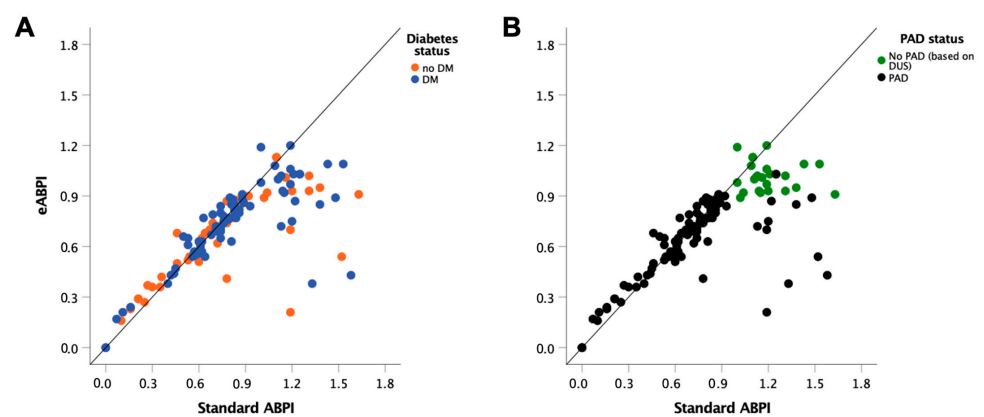 A
Diabetes
status
no DM
DM
1.8
1.5
1.2
0.9
0.6
0.3
0.0
eABPI
0.0 0.3 0.6 0.9 1.2 1.5 1.8
Standard ABPI
B
PAD status
No PAD (based on
DUS)
PAD
1.8
1.5
1.2
0.9
0.6
0.3
0.0
eABPI
0.0 0.3 0.6 0.9 1.2 1.5 1.8
Standard ABPI